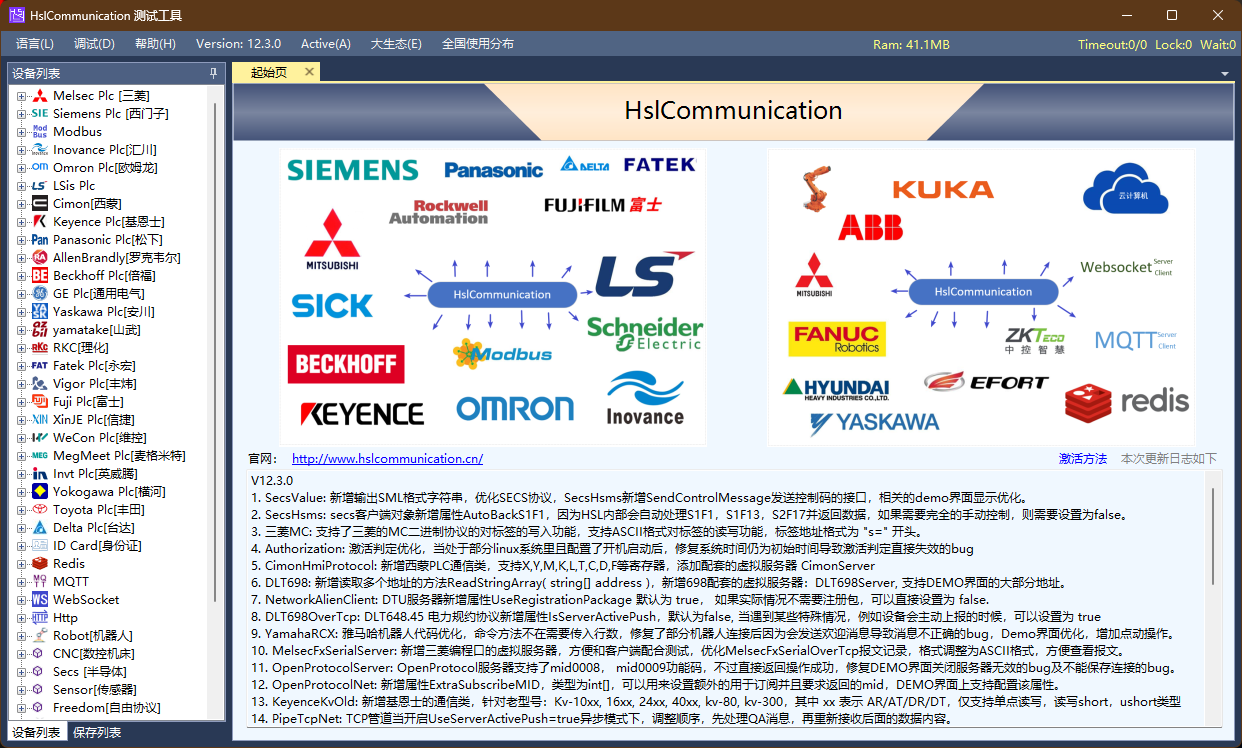 HslCommunication 测试工具
语言(L) 调试(D) 帮助(H) Version: 12.3.0 Active(A) 大生态(E) 全国使用分布 Ram: 41.1MB Timeout:0/0 Lock:0 Wait:0
设备列表
Melsec Plc [三菱]
SIE Siemens Plc [西门子]
Mod Bus Modbus
Inovance Plc[汇川]
om Omron Plc[欧姆龙]
LS LSis Plc
Cimon[西蒙]
Keyence Plc[基恩士]
Pan Panasonic Plc[松下]
RA AllenBrandly[罗克韦尔]
BE Beckhoff Plc[倍福]
GE Plc[通用电气]
Yaskawa Plc[安川]
yamatake[山武]
RKC RKC[理化]
FAT Fatek Plc[永宏]
Vigor Plc[丰炜]
Fuji Plc[富士]
XIN XinJE Plc[信捷]
WeCon Plc[维控]
MEG MegMeet Plc[麦格米特]
in Invt Plc[英威腾]
Yokogawa Plc[横河]
Toyota Plc[丰田]
Delta Plc[台达]
ID Card[身份证]
Redis
MQTT
WS WebSocket
HTTP Http
Robot[机器人]
CNC[数控机床]
Secs [半导体]
Sensor[传感器]
Freedom[自由协议]
设备列表 保存列表
起始页
HslCommunication
SIEMENS Panasonic DELTA FATEK
Rockwell Automation FUJIFILM 富士
MITSUBISHI
HslCommunication LS
SICK
Schneider Electric
BECKHOFF Modbus
KEYENCE OMRON Inovance
KUKA 云计算机
ABB
MITSUBISHI HslCommunication Websocket Server Client
FANUC Robotics ZKTeco 中控智慧 MQTT Server Client
HYUNDAI HEAVY INDUSTRIES CO.,LTD. EFORT redis
YASKAWA
官网： http://www.hslcommunication.cn/ 激活方法 本次更新日志如下
V12.3.0
1. SecsValue: 新增输出SML格式字符串，优化SECS协议，SecsHsms新增SendControlMessage发送控制码的接口，相关的demo界面显示优化。
2. SecsHsms: secs客户端对象新增属性AutoBackS1F1，因为HSL内部会自动处理S1F1，S1F13，S2F17并返回数据，如果需要完全的手动控制，则需要设置为false。
3. 三菱MC: 支持了三菱的MC二进制协议的对标签的写入功能，支持ASCII格式对标签的读写功能，标签地址格式为 "s=" 开头。
4. Authorization: 激活判定优化，当处于部分linux系统里且配置了开机启动后，修复系统时间仍为初始时间导致激活判定直接失效的bug
5. CimonHmiProtocol: 新增西蒙PLC通信类，支持X,Y,M,K,L,T,C,D,F等寄存器，添加配套的虚拟服务器 CimonServer
6. DLT698: 新增读取多个地址的方法ReadStringArray( string[] address )，新增698配套的虚拟服务器：DLT698Server, 支持DEMO界面的大部分地址。
7. NetworkAlienClient: DTU服务器新增属性UseRegistrationPackage 默认为 true， 如果实际情况不需要注册包，可以直接设置为 false.
8. DLT698OverTcp: DLT648.45 电力规约协议新增属性IsServerActivePush，默认为false, 当遇到某些特殊情况，例如设备会主动上报的时候，可以设置为 true
9. YamahaRCX: 雅马哈机器人代码优化，命令方法不在需要传入行数，修复了部分机器人连接后因为会发送欢迎消息导致消息不正确的bug，Demo界面优化，增加点动操作。
10. MelsecFxSerialServer: 新增三菱编程口的虚拟服务器，方便和客户端配合测试，优化MelsecFxSerialOverTcp报文记录，格式调整为ASCII格式，方便查看报文。
11. OpenProtocolServer: OpenProtocol服务器支持了mid0008， mid0009功能码，不过直接返回操作成功，修复DEMO界面关闭服务器无效的bug及不能保存连接的bug。
12. OpenProtocolNet: 新增属性ExtraSubscribeMID，类型为int[]，可以用来设置额外的用于订阅并且要求返回的mid，DEMO界面上支持配置该属性。
13. KeyenceKvOld: 新增基恩士的通信类，针对老型号：Kv-10xx, 16xx, 24xx, 40xx, kv-80, kv-300，其中 xx 表示 AR/AT/DR/DT，仅支持单点读写，读写short，ushort类型
14. PipeTcpNet: TCP管道当开启UseServerActivePush=true异步模式下，调整顺序，先处理QA消息，再重新接收后面的数据内容。